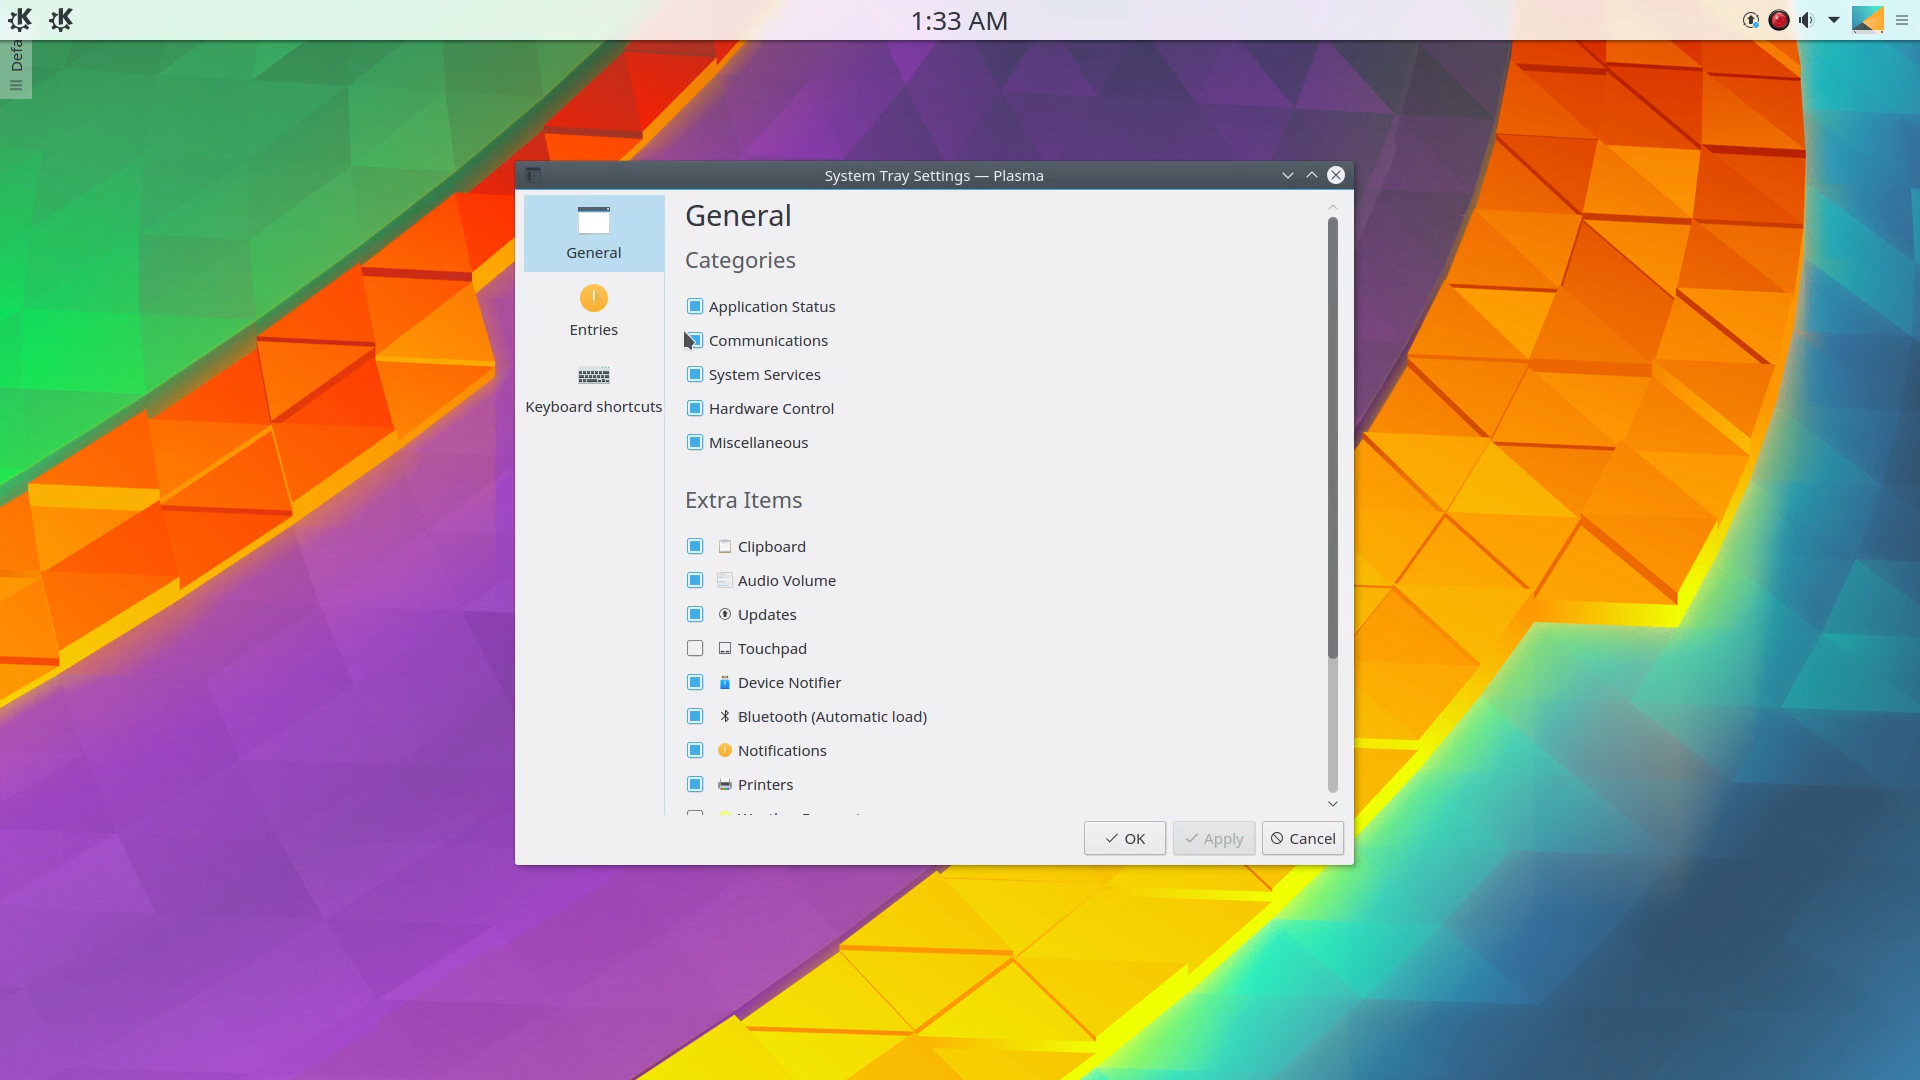 1:33 AM
Defa
System Tray Settings — Plasma
General
Entries
Keyboard shortcuts
General
Categories
Application Status
Communications
System Services
Hardware Control
Miscellaneous
Extra Items
Clipboard
Audio Volume
Updates
Touchpad
Device Notifier
Bluetooth (Automatic load)
Notifications
Printers
OK
Apply
Cancel